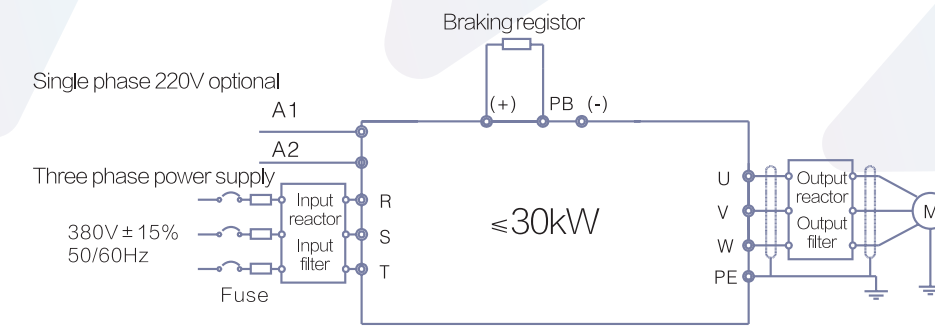 Braking registor
Single phase 220V optional
(+) PB (-)
A1
A2
Three phase power supply
380V±15%
50/60Hz
Fuse
Input
reactor
Input
filter
R
S
T
≤30kW
U
V
W
PE
Output
reactor
Output
filter
M